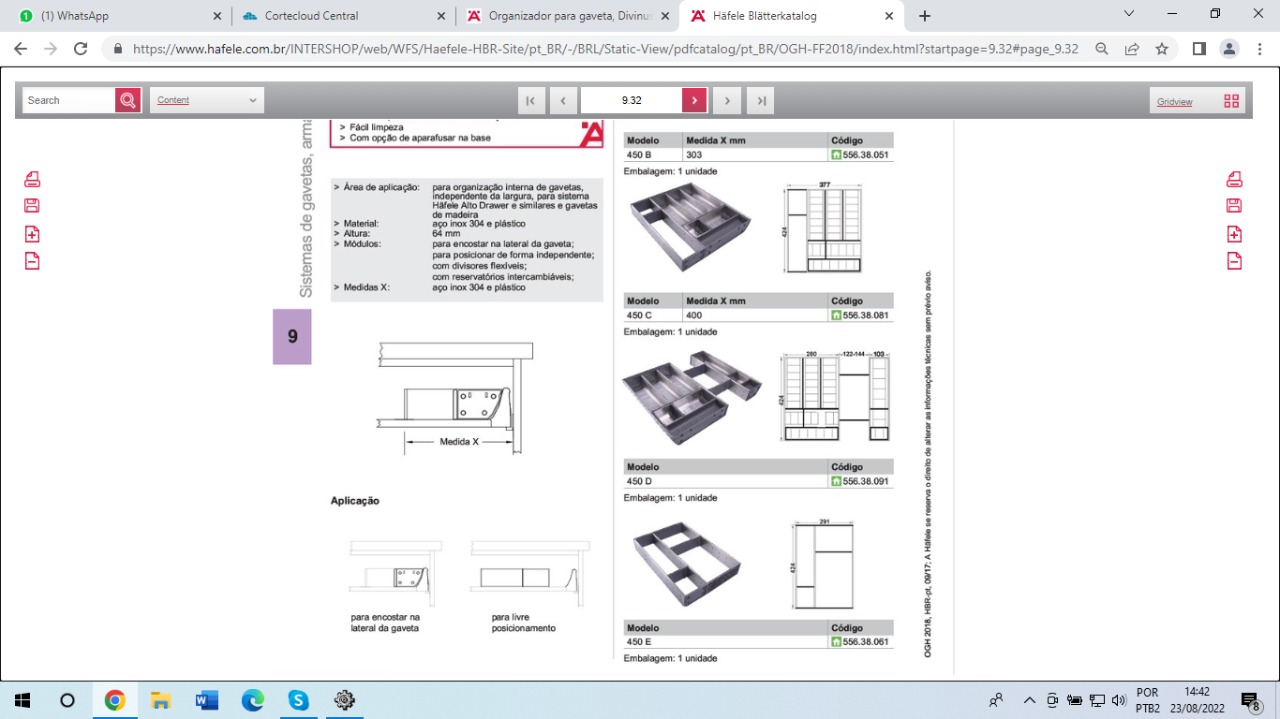 (1) WhatsApp
Cortecloud Central
Organizador para gaveta, Divinus
Häfele Blätterkatalog
https://www.hafele.com.br/INTERSHOP/web/WFS/Haefele-HBR-Site/pt_BR/-/BRL/Static-View/pdfcatalog/pt_BR/OGH-FF2018/index.html?startpage=9.32#page_9.32
Search
Content
9.32
Gridview
Sistemas de gavetas, arma
9
> Fácil limpeza
> Com opção de aparafusar na base
> Área de aplicação: para organização interna de gavetas,
independente da largura, para sistema
Häfele Alto Drawer e similares e gavetas
de madeira
> Material: aço inox 304 e plástico
> Altura: 64 mm
> Módulos: para encostar na lateral da gaveta;
para posicionar de forma independente;
com divisores flexíveis;
com reservatórios intercambiáveis;
> Medidas X: aço inox 304 e plástico
Medida X
Aplicação
para encostar na
lateral da gaveta
para livre
posicionamento
Modelo Medida X mm Código
450 B 303 556.38.051
Embalagem: 1 unidade
377
424
Modelo Medida X mm Código
450 C 400 556.38.081
Embalagem: 1 unidade
280 122-144 103
424
Modelo Código
450 D 556.38.091
Embalagem: 1 unidade
291
424
Modelo Código
450 E 556.38.061
Embalagem: 1 unidade
OGH 2018, HBR-pt, 09/17; A Häfele se reserva o direito de alterar as informações técnicas sem prévio aviso.
POR
PTB2
14:42
23/08/2022
8